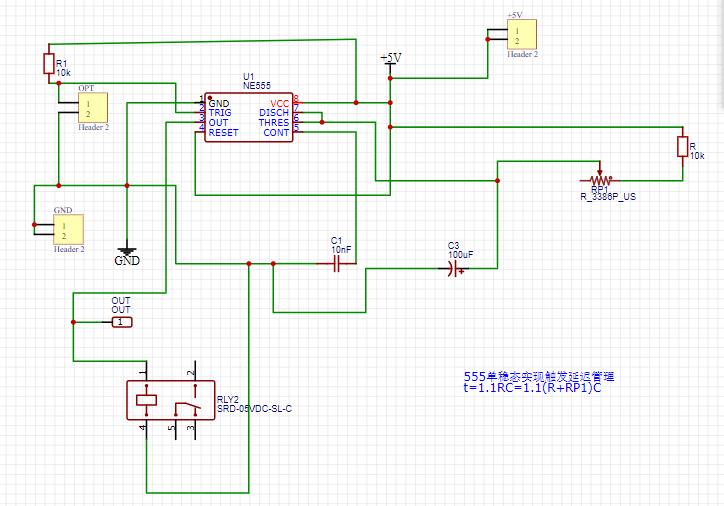 +5V
1
2
Header 2
+5V
R1
10k
OPT
1
2
Header 2
U1
NE555
1
GND
VCC
8
2
TRIG
DISCH
7
3
OUT
THRES
6
4
RESET
CONT
5
R
10k
RP1
R_3386P_US
GND
1
2
Header 2
GND
C1
10nF
C3
100uF
OUT
OUT
1
1
2
RLY2
SRD-05VDC-SL-C
4
5
3
555单稳态实现触发延迟管理
t=1.1RC=1.1(R+RP1)C